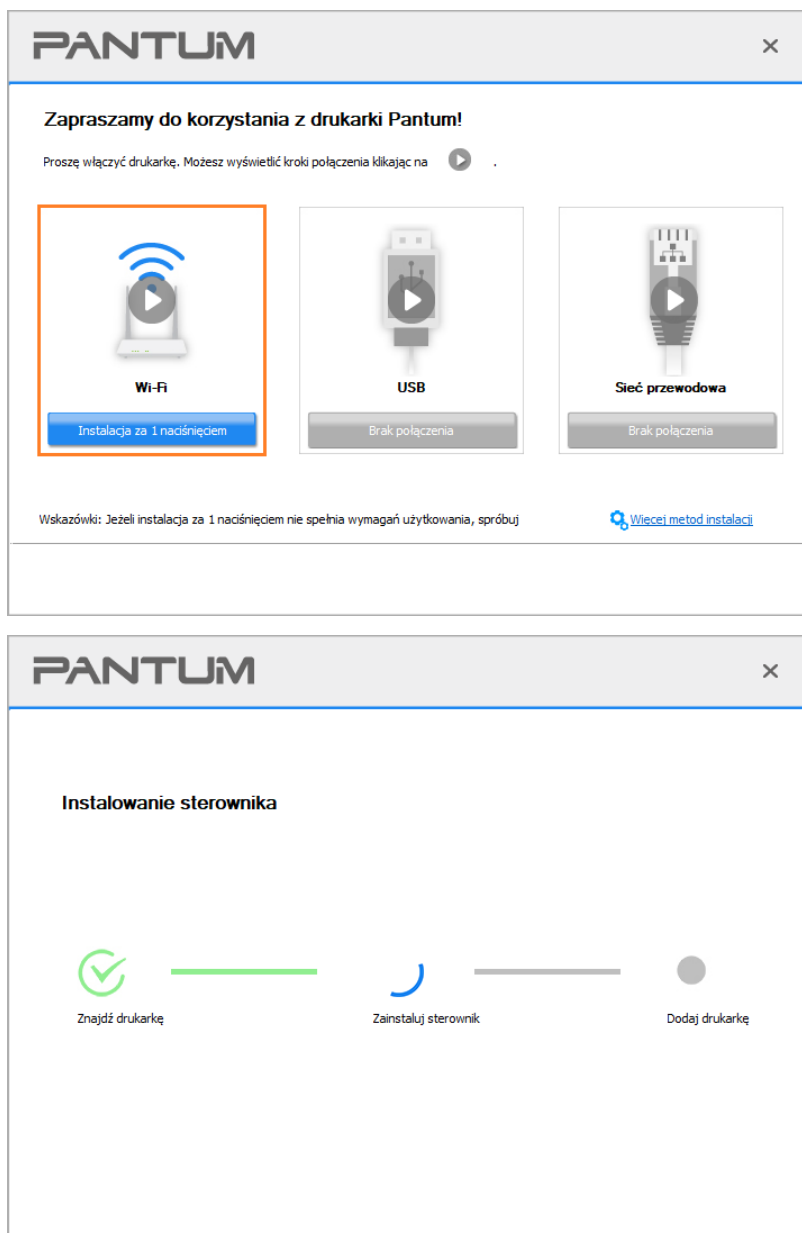 PANTUM
Zapraszamy do korzystania z drukarki Pantum!
Proszę włączyć drukarkę. Możesz wyświetlić kroki połączenia klikając na .
Wi-Fi
Instalacja za 1 naciśnięciem
USB
Brak połączenia
Sieć przewodowa
Brak połączenia
Wskazówki: Jeżeli instalacja za 1 naciśnięciem nie spełnia wymagań użytkowania, spróbuj Więcej metod instalacji
PANTUM
Instalowanie sterownika
Znajdź drukarkę
Zainstaluj sterownik
Dodaj drukarkę